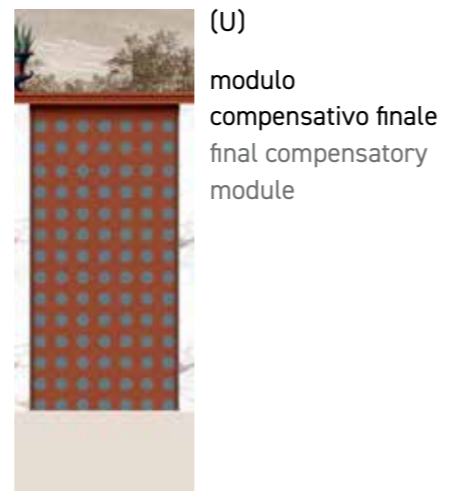 (U)
modulo
compensativo finale
final compensatory
module